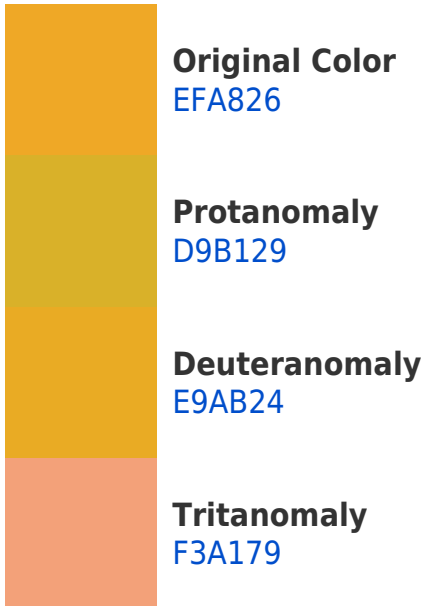 Original Color
EFA826
Protanomaly
D9B129
Deuteranomaly
E9AB24
Tritanomaly
F3A179